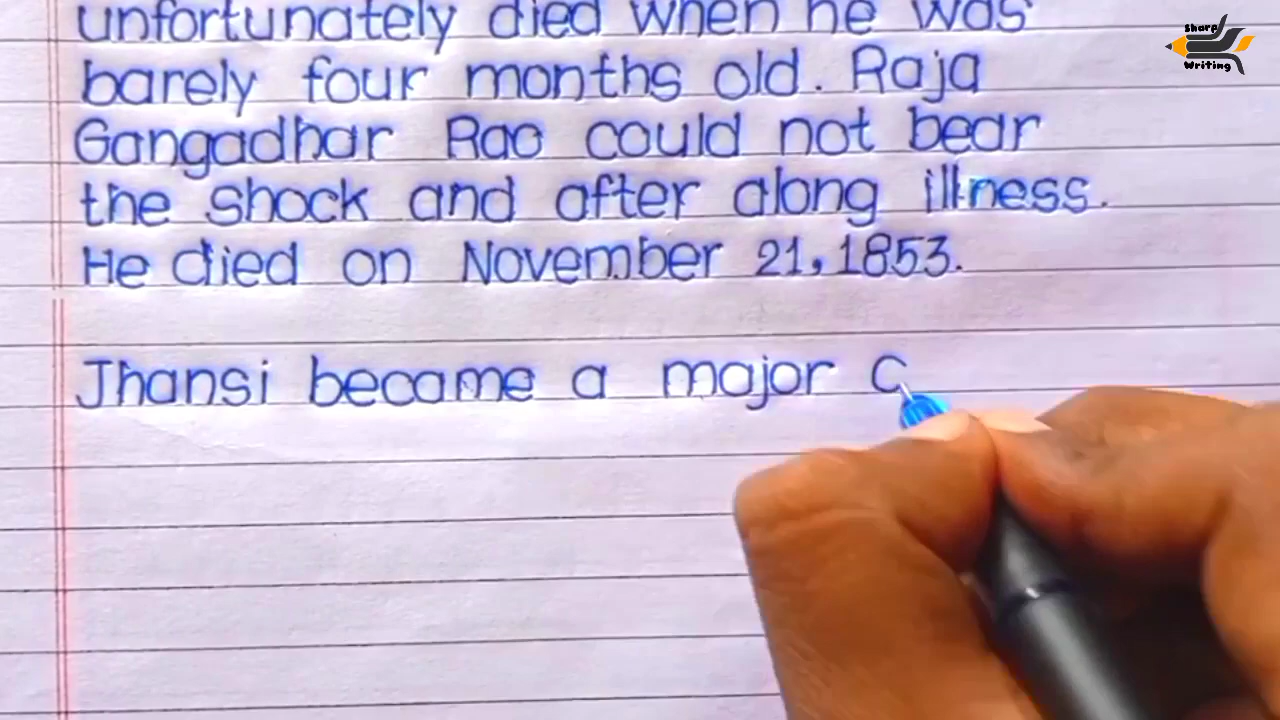 Sharp
Writing
unfortunately died when he was
barely four months old. Raja
Gangadhar Rao could not bear
the shock and after along illness.
He died on November 21, 1853.
Jhansi became a major C